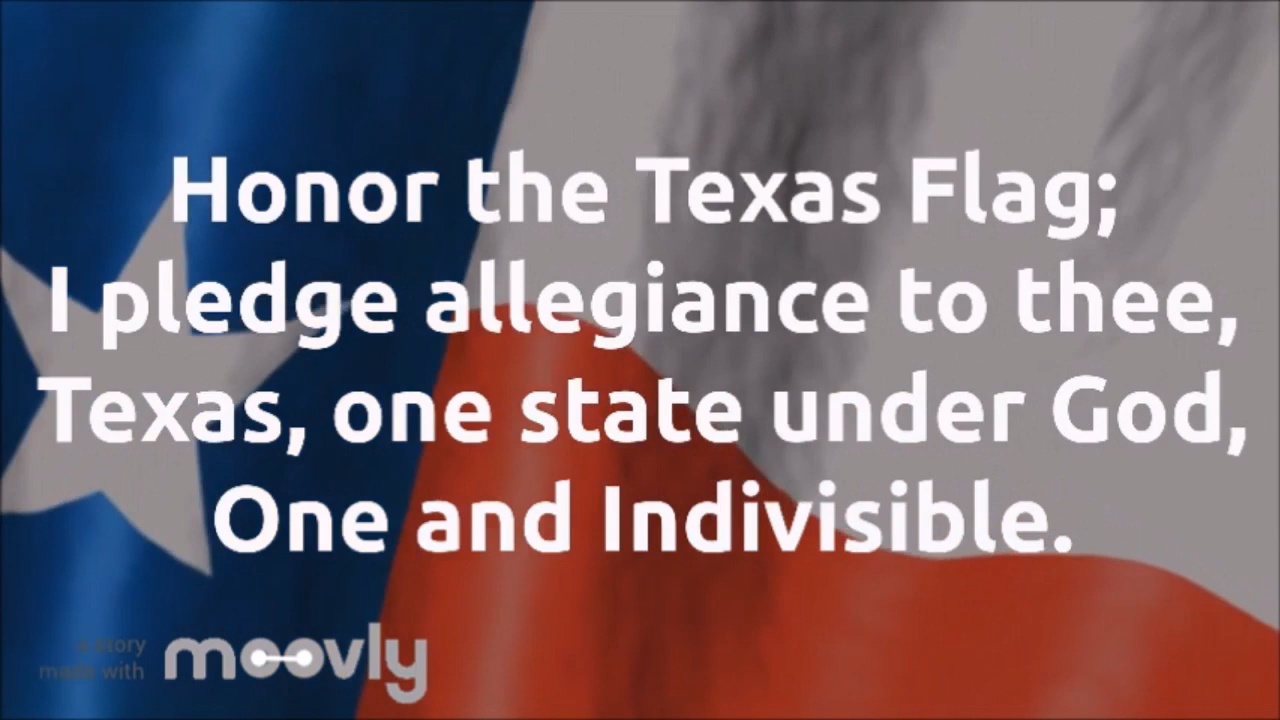 Honor the Texas Flag;
I pledge allegiance to thee,
Texas, one state under God,
One and Indivisible.
a story
made with
moovly